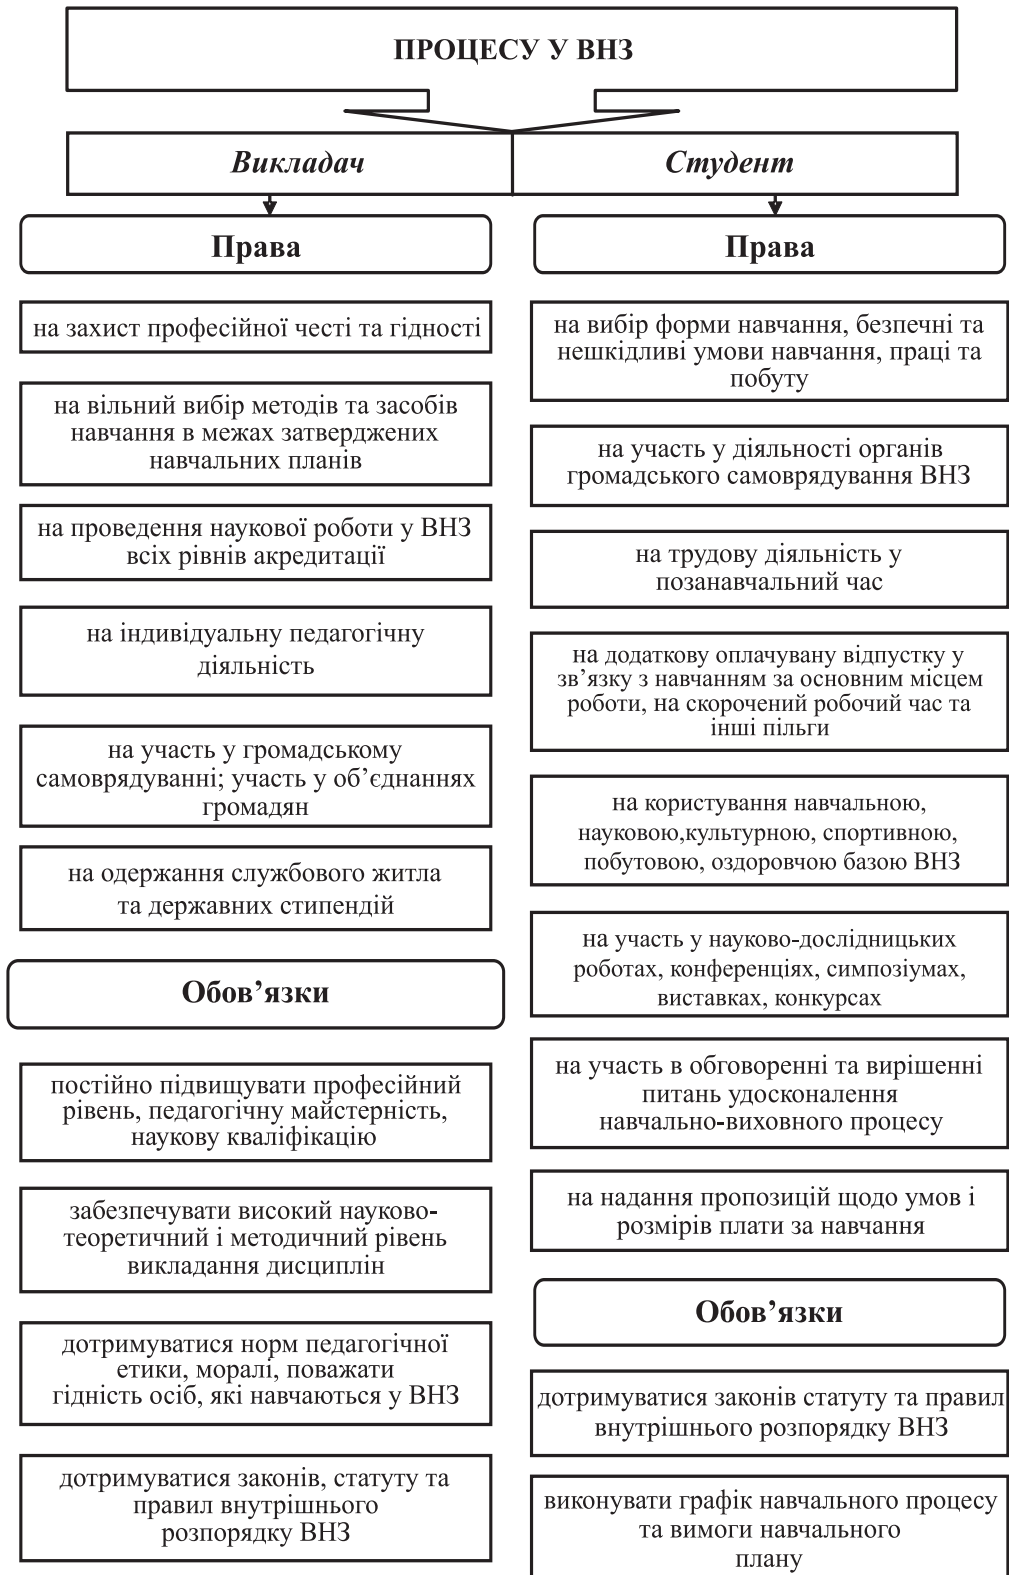 ПРОЦЕСУ У ВНЗ
Викладач
Студент
Права
на захист професійної честі та гідності
на вільний вибір методів та засобів
навчання в межах затверджених
навчальних планів
на проведення наукової роботи у ВНЗ
всіх рівнів акредитації
на індивідуальну педагогічну
діяльність
на участь у громадському
самоврядуванні; участь у об’єднаннях
громадян
на одержання службового житла
та державних стипендій
Обов’язки
постійно підвищувати професійний
рівень, педагогічну майстерність,
наукову кваліфікацію
забезпечувати високий науково-
теоретичний і методичний рівень
викладання дисциплін
дотримуватися норм педагогічної
етики, моралі, поважати
гідність осіб, які навчаються у ВНЗ
дотримуватися законів, статуту та
правил внутрішнього
розпорядку ВНЗ
Права
на вибір форми навчання, безпечні та
нешкідливі умови навчання, праці та
побуту
на участь у діяльності органів
громадського самоврядування ВНЗ
на трудову діяльність у
позанавчальний час
на додаткову оплачувану відпустку у
зв’язку з навчанням за основним місцем
роботи, на скорочений робочий час та
інші пільги
на користування навчальною,
науковою,культурною, спортивною,
побутовою, оздоровчою базою ВНЗ
на участь у науково-дослідницьких
роботах, конференціях, симпозіумах,
виставках, конкурсах
на участь в обговоренні та вирішенні
питань удосконалення
навчально-виховного процесу
на надання пропозицій щодо умов і
розмірів плати за навчання
Обов’язки
дотримуватися законів статуту та правил
внутрішнього розпорядку ВНЗ
виконувати графік навчального процесу
та вимоги навчального
плану